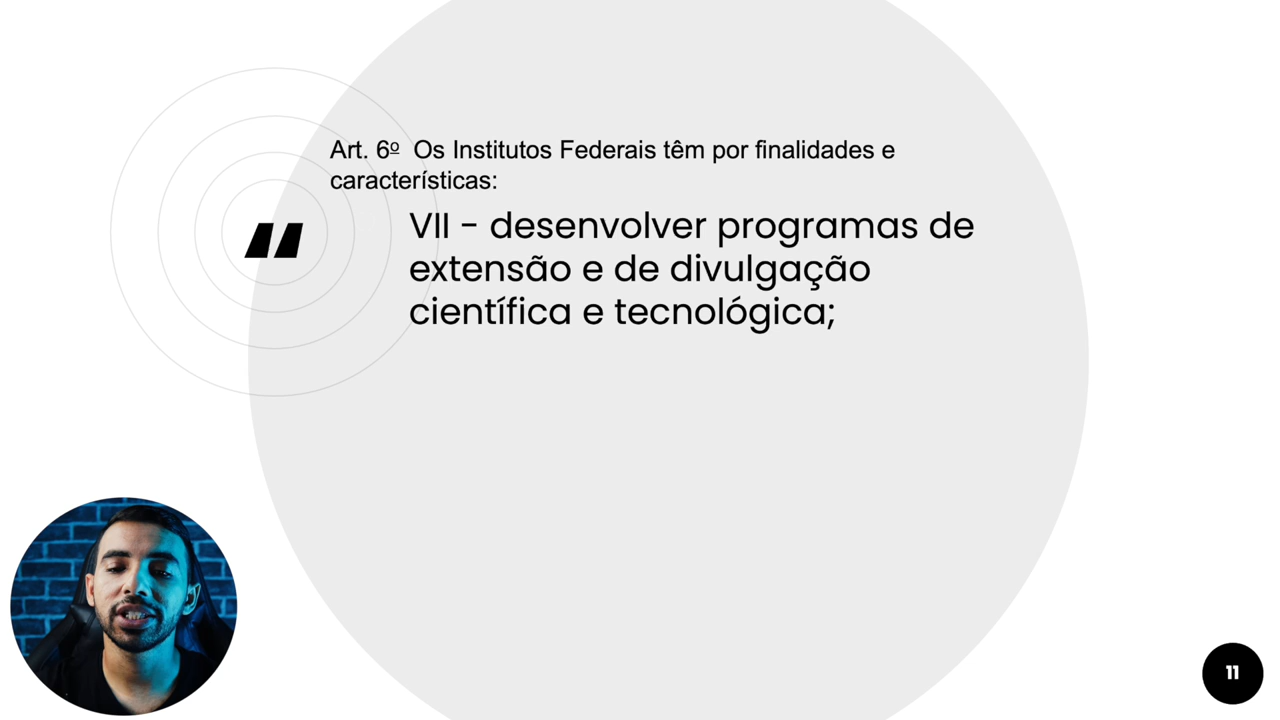 Art. 6º  Os Institutos Federais têm por finalidades e
características:
“
VII - desenvolver programas de
extensão e de divulgação
científica e tecnológica;
11